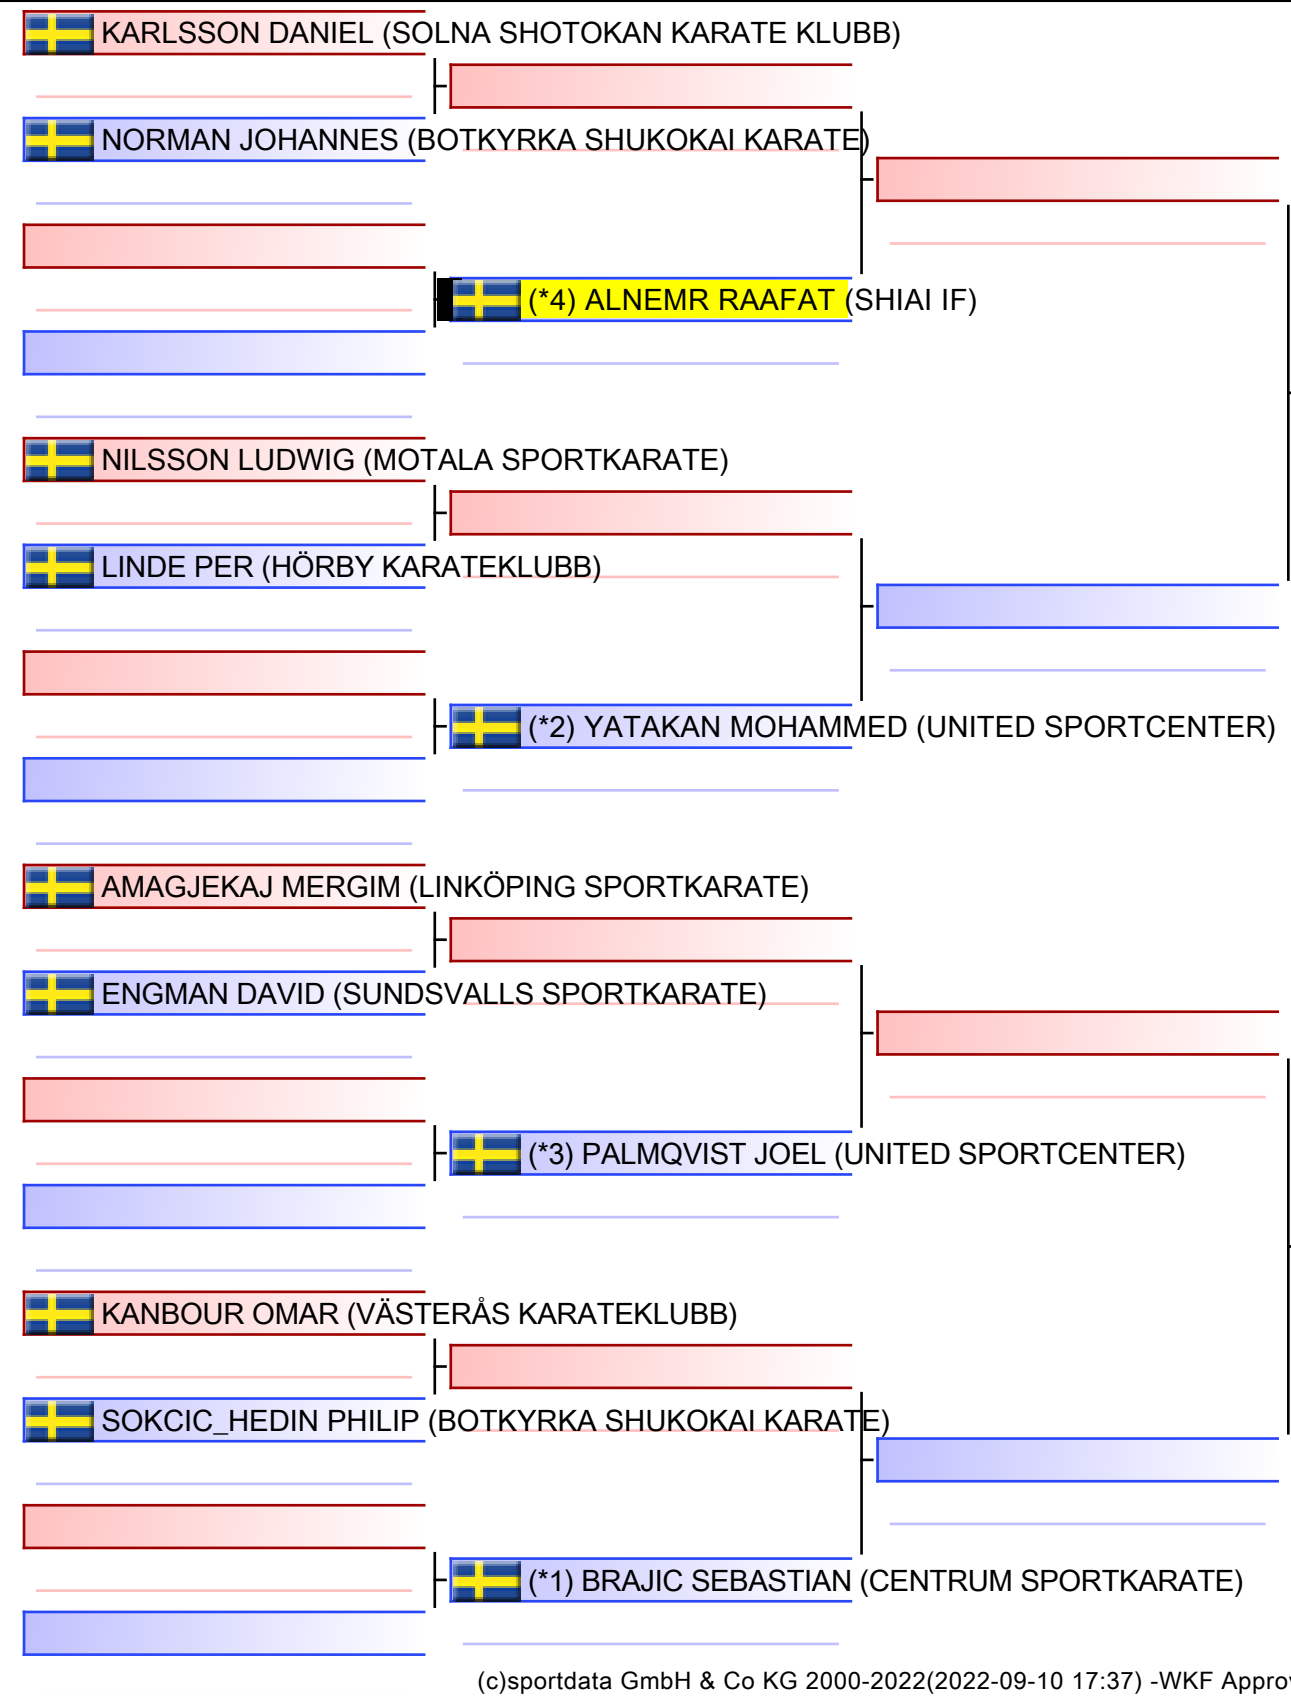 KARLSSON DANIEL (SOLNA SHOTOKAN KARATE KLUBB)
NORMAN JOHANNES (BOTKYRKA SHUKOKAI KARATE)
(*4) ALNEMR RAAFAT (SHIAI IF)
NILSSON LUDWIG (MOTALA SPORTKARATE)
LINDE PER (HÖRBY KARATEKLUBB)
(*2) YATAKAN MOHAMMED (UNITED SPORTCENTER)
AMAGJEKAJ MERGIM (LINKÖPING SPORTKARATE)
ENGMAN DAVID (SUNDSVALLS SPORTKARATE)
(*3) PALMQVIST JOEL (UNITED SPORTCENTER)
KANBOUR OMAR (VÄSTERÅS KARATEKLUBB)
SOKCIC_HEDIN PHILIP (BOTKYRKA SHUKOKAI KARATE)
(*1) BRAJIC SEBASTIAN (CENTRUM SPORTKARATE)
(c)sportdata GmbH & Co KG 2000-2022(2022-09-10 17:37) -WKF Approv